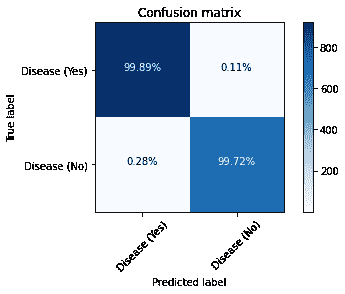 Confusion matrix
Disease (Yes)
99.89%
0.11%
Disease (No)
0.28%
99.72%
800
600
400
200
True label
Disease (Yes)
Disease (No)
Predicted label